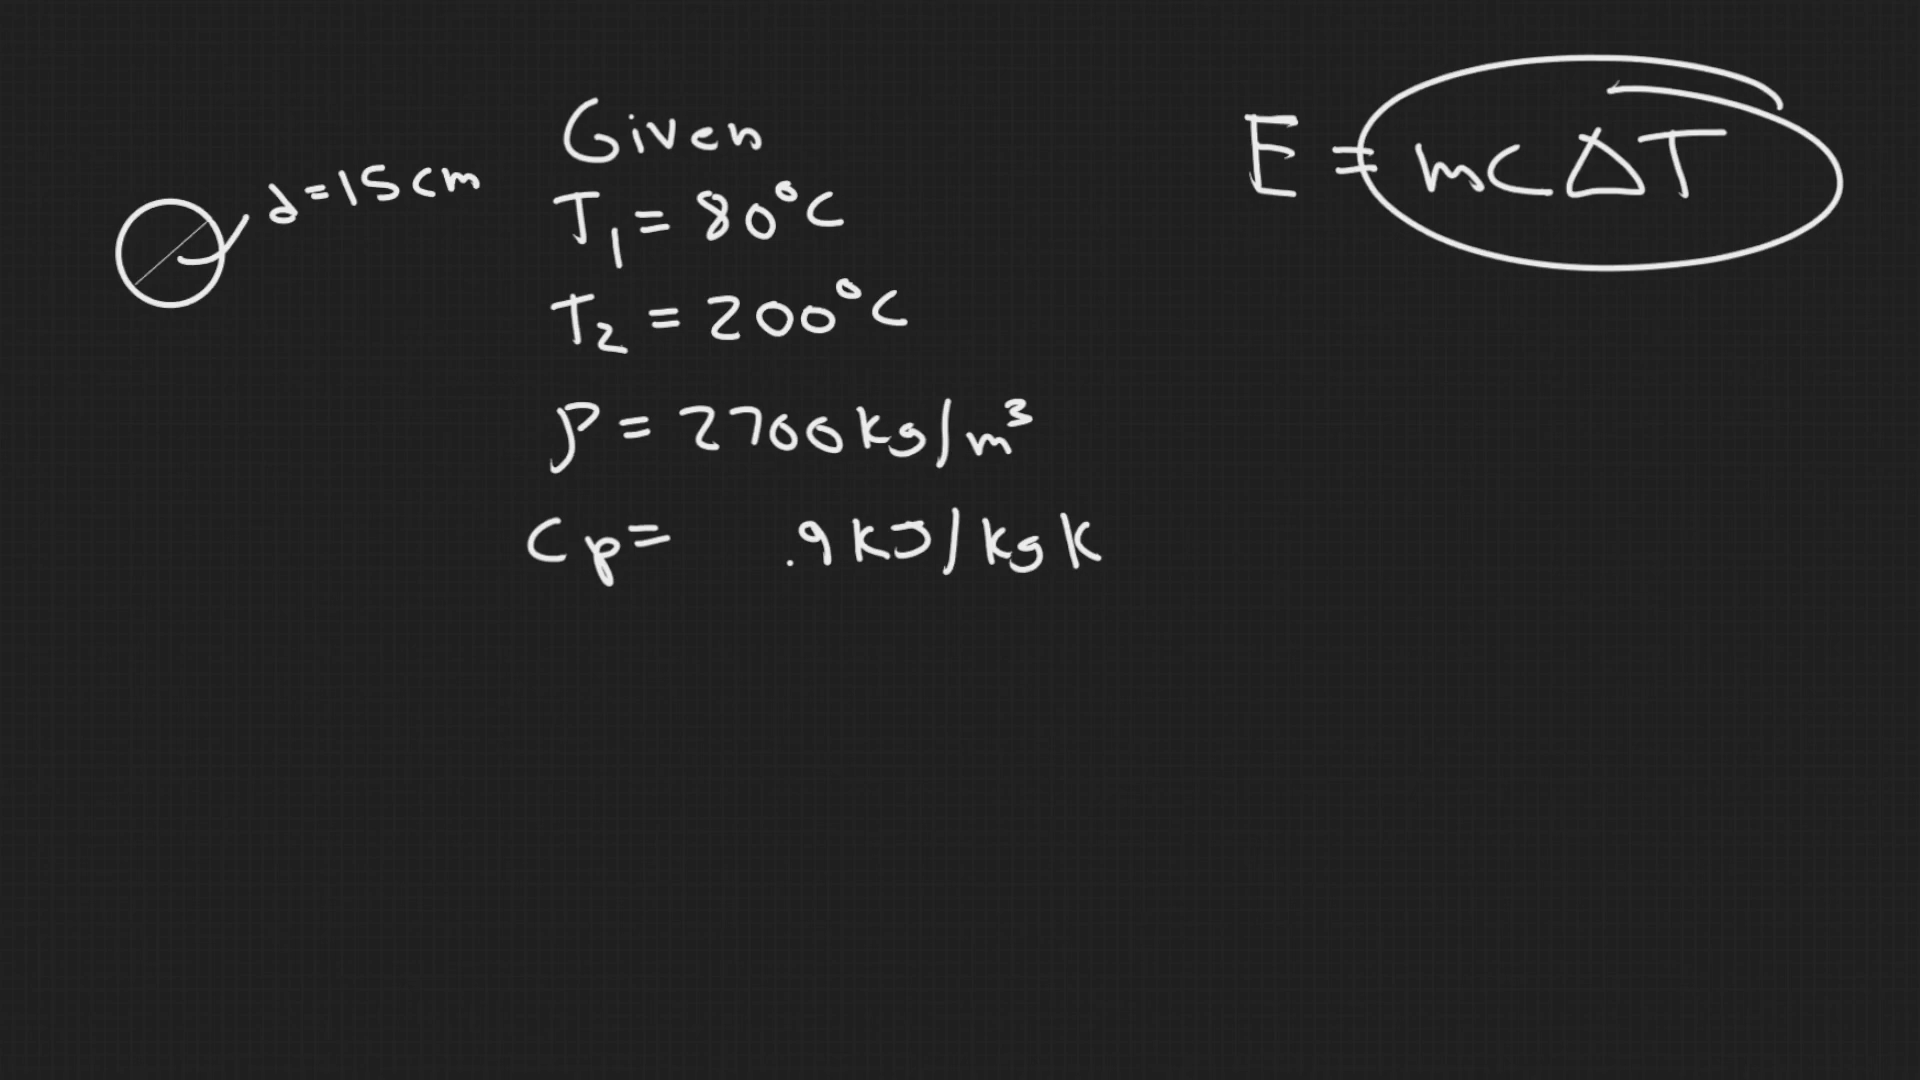 d=15cm
Given
T₁ = 80°C
T₂ = 200°C
ρ = 2700kg/m³
Cp= .9kJ/kgK
E = mCΔT